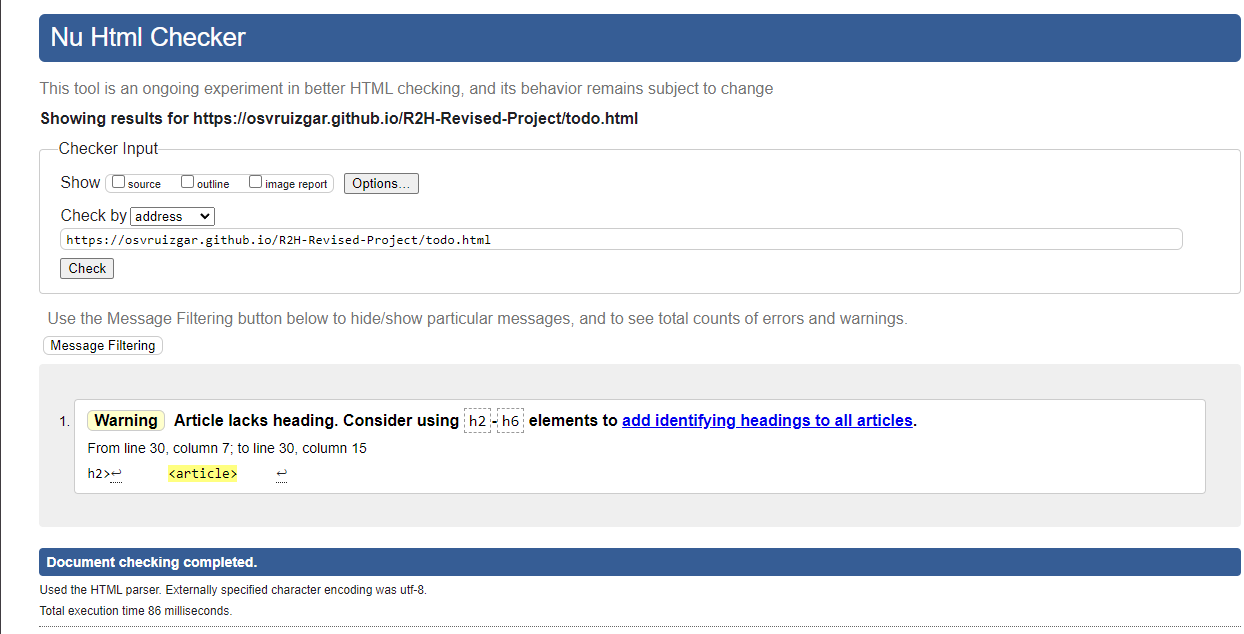 Nu Html Checker
This tool is an ongoing experiment in better HTML checking, and its behavior remains subject to change
Showing results for https://osvruizgar.github.io/R2H-Revised-Project/todo.html
Checker Input
Show source outline image report Options...
Check by address
https://osvruizgar.github.io/R2H-Revised-Project/todo.html
Check
Use the Message Filtering button below to hide/show particular messages, and to see total counts of errors and warnings.
Message Filtering
1. Warning Article lacks heading. Consider using h2-h6 elements to add identifying headings to all articles.
From line 30, column 7; to line 30, column 15
h2>↩ <article> ↩
Document checking completed.
Used the HTML parser. Externally specified character encoding was utf-8.
Total execution time 86 milliseconds.